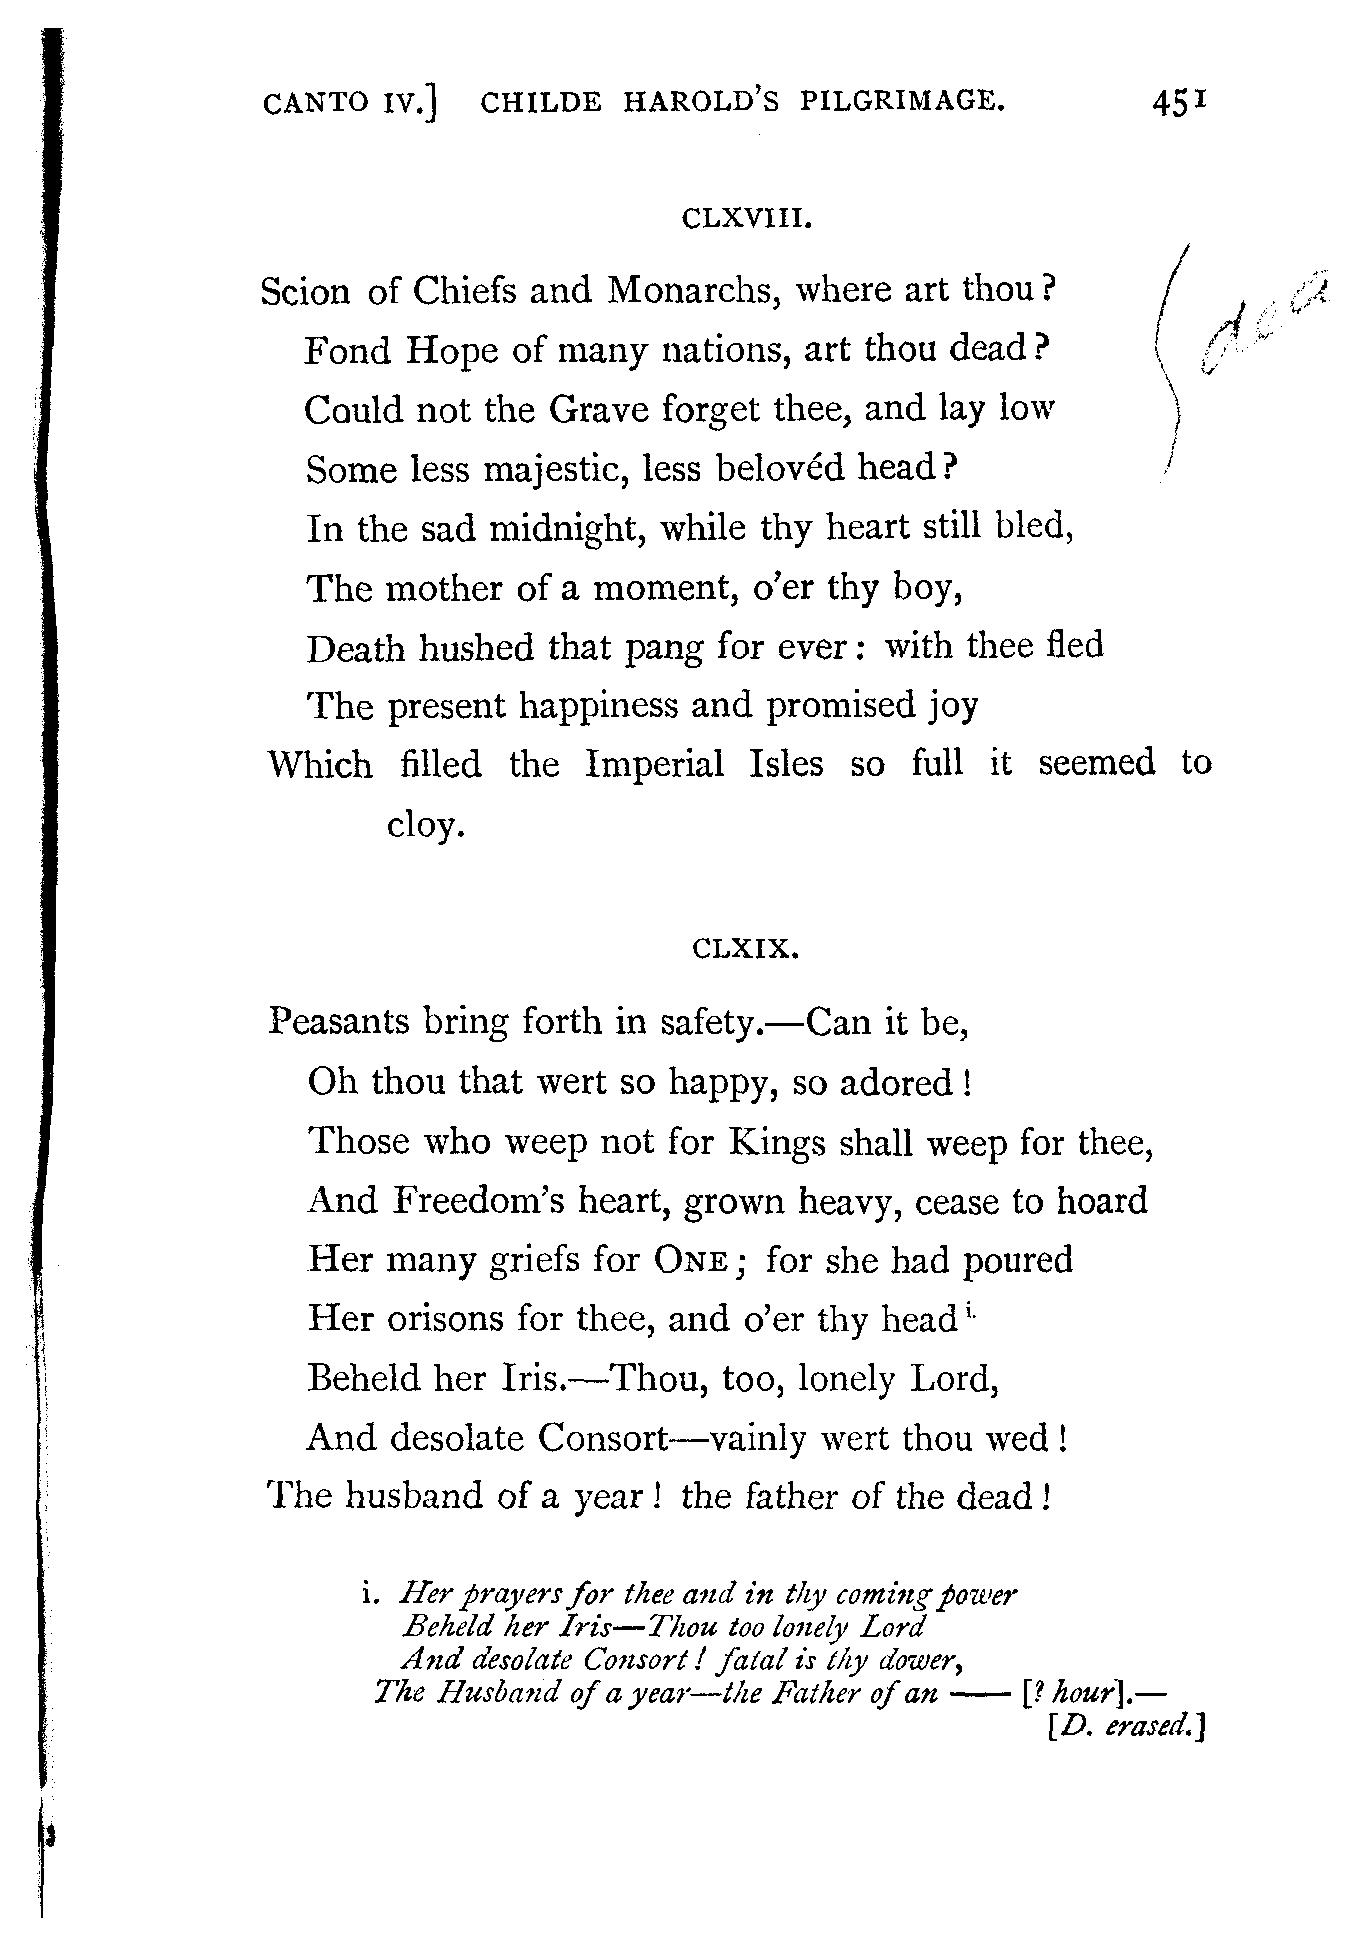 CANTO IV.] CHILDE HAROLD'S PILGRIMAGE. 451
CLXVIII.
Scion of Chiefs and Monarchs, where art thou?
Fond Hope of many nations, art thou dead?
Could not the Grave forget thee, and lay low
Some less majestic, less belovéd head?
In the sad midnight, while thy heart still bled,
The mother of a moment, o'er thy boy,
Death hushed that pang for ever: with thee fled
The present happiness and promised joy
Which filled the Imperial Isles so full it seemed to
cloy.
CLXIX.
Peasants bring forth in safety.—Can it be,
Oh thou that wert so happy, so adored!
Those who weep not for Kings shall weep for thee,
And Freedom's heart, grown heavy, cease to hoard
Her many griefs for ONE; for she had poured
Her orisons for thee, and o'er thy head i.
Beheld her Iris.—Thou, too, lonely Lord,
And desolate Consort—vainly wert thou wed!
The husband of a year! the father of the dead!
i. Her prayers for thee and in thy coming power
Beheld her Iris—Thou too lonely Lord
And desolate Consort! fatal is thy dower,
The Husband of a year—the Father of an —— [? hour].—
[D. erased.]